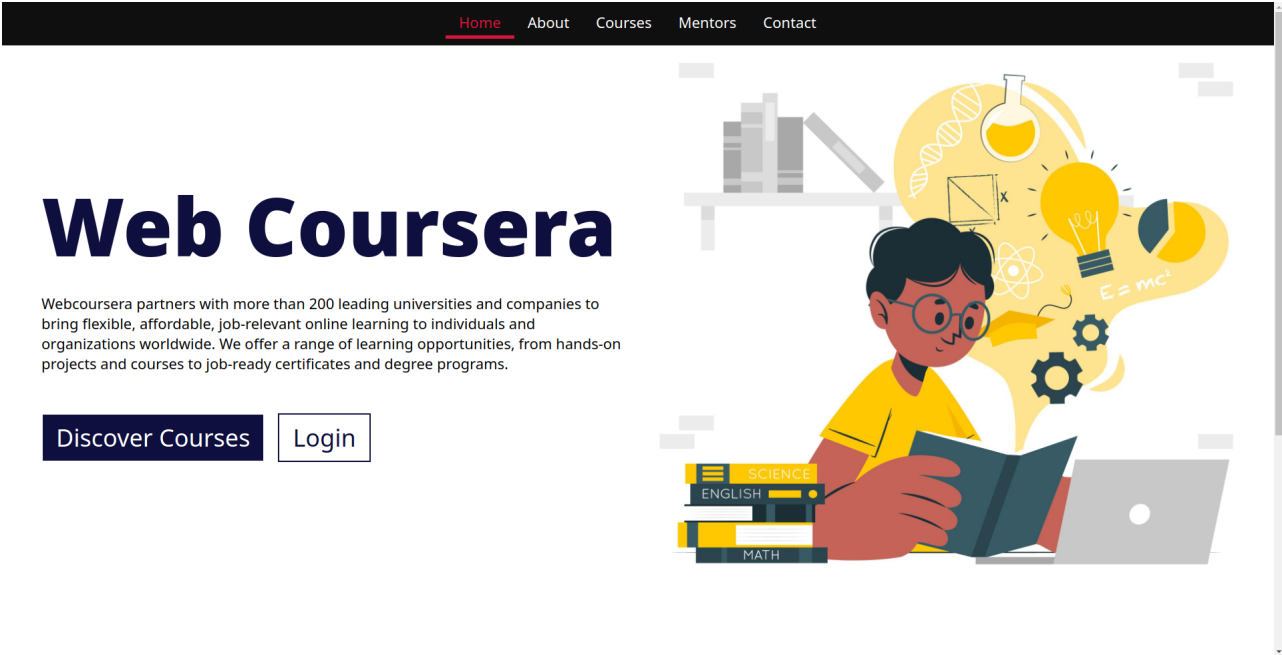 Home About Courses Mentors Contact
Web Coursera
Webcoursera partners with more than 200 leading universities and companies to
bring flexible, affordable, job-relevant online learning to individuals and
organizations worldwide. We offer a range of learning opportunities, from hands-on
projects and courses to job-ready certificates and degree programs.
Discover Courses Login
x
x
E = mc²
SCIENCE
ENGLISH
MATH